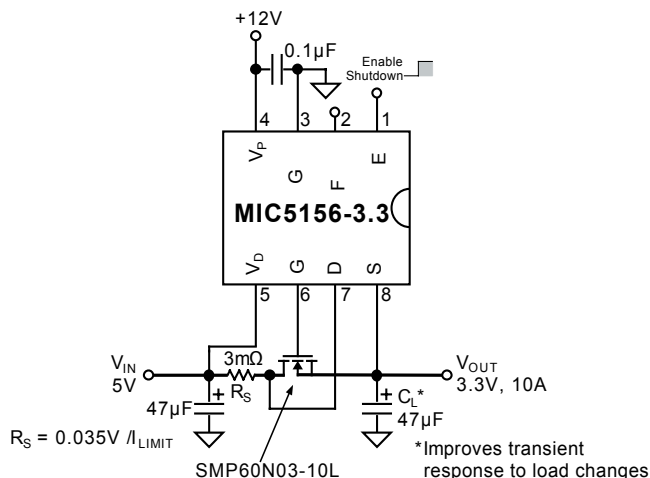 +12V
0.1µF
Enable
Shutdown
4
3
2
1
VP
G
F
E
MIC5156-3.3
VD
G
D
S
5
6
7
8
VIN
5V
3mΩ
RS
VOUT
3.3V, 10A
47µF
CL*
47µF
RS = 0.035V /ILIMIT
*Improves transient
response to load changes
SMP60N03-10L